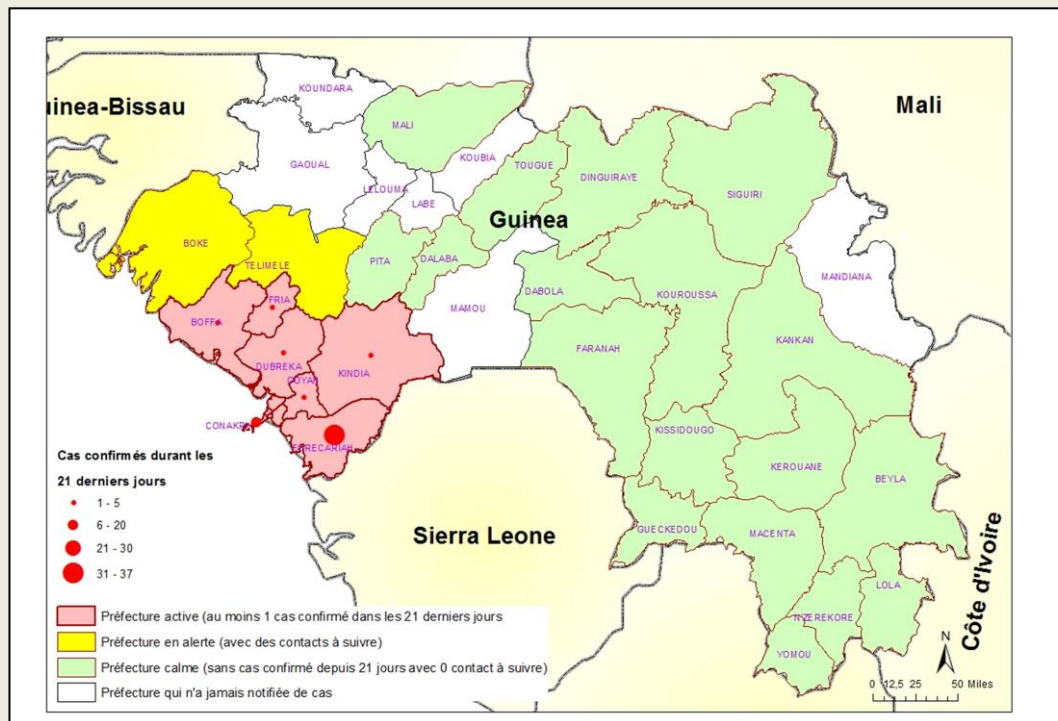 uinea-Bissau
KOUNDARA
MALI
Mali
GAOUAL
KOUBIA
TOUGUE
DINGUIRAYE
SIGUIRI
LELOUMA
LABE
Guinea
BOKE
TELIMELE
PITA
DALABA
MANDIANA
DABOLA
KOUROUSSA
FRIA
MAMOU
BOFFA
FARANAH
KANKAN
DUBREKA
KINDIA
COYAH
CONAKRY
KISSIDOUGO
FORECARIAH
KEROUANE
BEYLA
Cas confirmés durant les
21 derniers jours
1 - 5
6 - 20
21 - 30
31 - 37
Sierra Leone
GUECKEDOU
MACENTA
Côte d'Ivoire
LOLA
N'ZEREKORE
YOMOU
N
Préfecture active (au moins 1 cas confirmé dans les 21 derniers jours
Préfecture en alerte (avec des contacts à suivre)
Préfecture calme (sans cas confirmé depuis 21 jours avec 0 contact à suivre)
Préfecture qui n'a jamais notifiée de cas
0 12,5 25 50 Miles